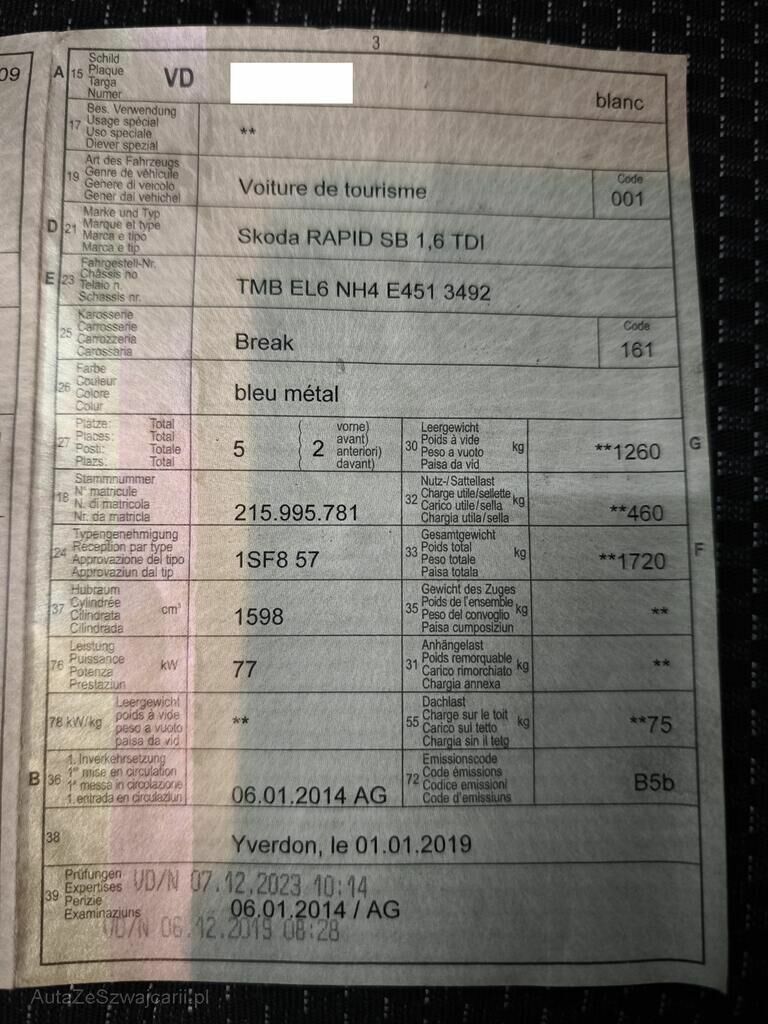 3
09
A 15 Schild
Plaque
Targa
Numer
VD
blanc
17 Bes. Verwendung
Usage spécial
Uso speciale
Diever spezial
**
19 Art des Fahrzeugs
Genre de véhicule
Genere di veicolo
Gener dal vehichel
Voiture de tourisme
Code
001
D 21 Marke und Typ
Marque et type
Marca e tipo
Marca e tip
Skoda RAPID SB 1,6 TDI
E 23 Fahrgestell-Nr.
Châssis no
Telaio n.
Schassis nr.
TMB EL6 NH4 E451 3492
25 Karosserie
Carrosserie
Carrozzeria
Carossaria
Break
Code
161
26 Farbe
Couleur
Colore
Colur
bleu métal
27 Plätze: Total
Places: Total
Posti: Totale
Plazs: Total
5
( vorne)
2 avant)
anteriori)
( davant)
30 Leergewicht
Poids à vide
Peso a vuoto
Paisa da vid
kg
**1260
G
18 Stammnummer
N° matricule
N. di matricola
Nr. da matricla
215.995.781
32 Nutz-/Sattellast
Charge utile/sellette
Carico utile/sella
Chargia utila/sella
kg
**460
24 Typengenehmigung
Réception par type
Approvazione del tipo
Approvaziun dal tip
1SF8 57
33 Gesamtgewicht
Poids total
Peso totale
Paisa totala
kg
**1720
F
37 Hubraum
Cylindrée
Cilindrata
Cilindrada
cm³
1598
35 Gewicht des Zuges
Poids de l'ensemble
Peso del convoglio
Paisa cumposiziun
kg
**
76 Leistung
Puissance
Potenza
Prestaziun
kW
77
31 Anhängelast
Poids remorquable
Carico rimorchiato
Chargia annexa
kg
**
78 kW/kg Leergewicht
poids à vide
peso a vuoto
paisa da vid
**
55 Dachlast
Charge sur le toit
Carico sul tetto
Chargia sin il tetg
kg
**75
B 36 1. Inverkehrsetzung
1re mise en circulation
1a messa in circolazione
1. entrada en circulaziun
06.01.2014 AG
72 Emissionscode
Code émissions
Codice emissioni
Code d'emissiuns
B5b
38
Yverdon, le 01.01.2019
39 Prüfungen
Expertises
Perizie
Examinaziuns
VD/N 07.12.2023 10:14
06.01.2014 / AG
VD/N 06.12.2019 08:28
AutaZeSzwajcarii.pl